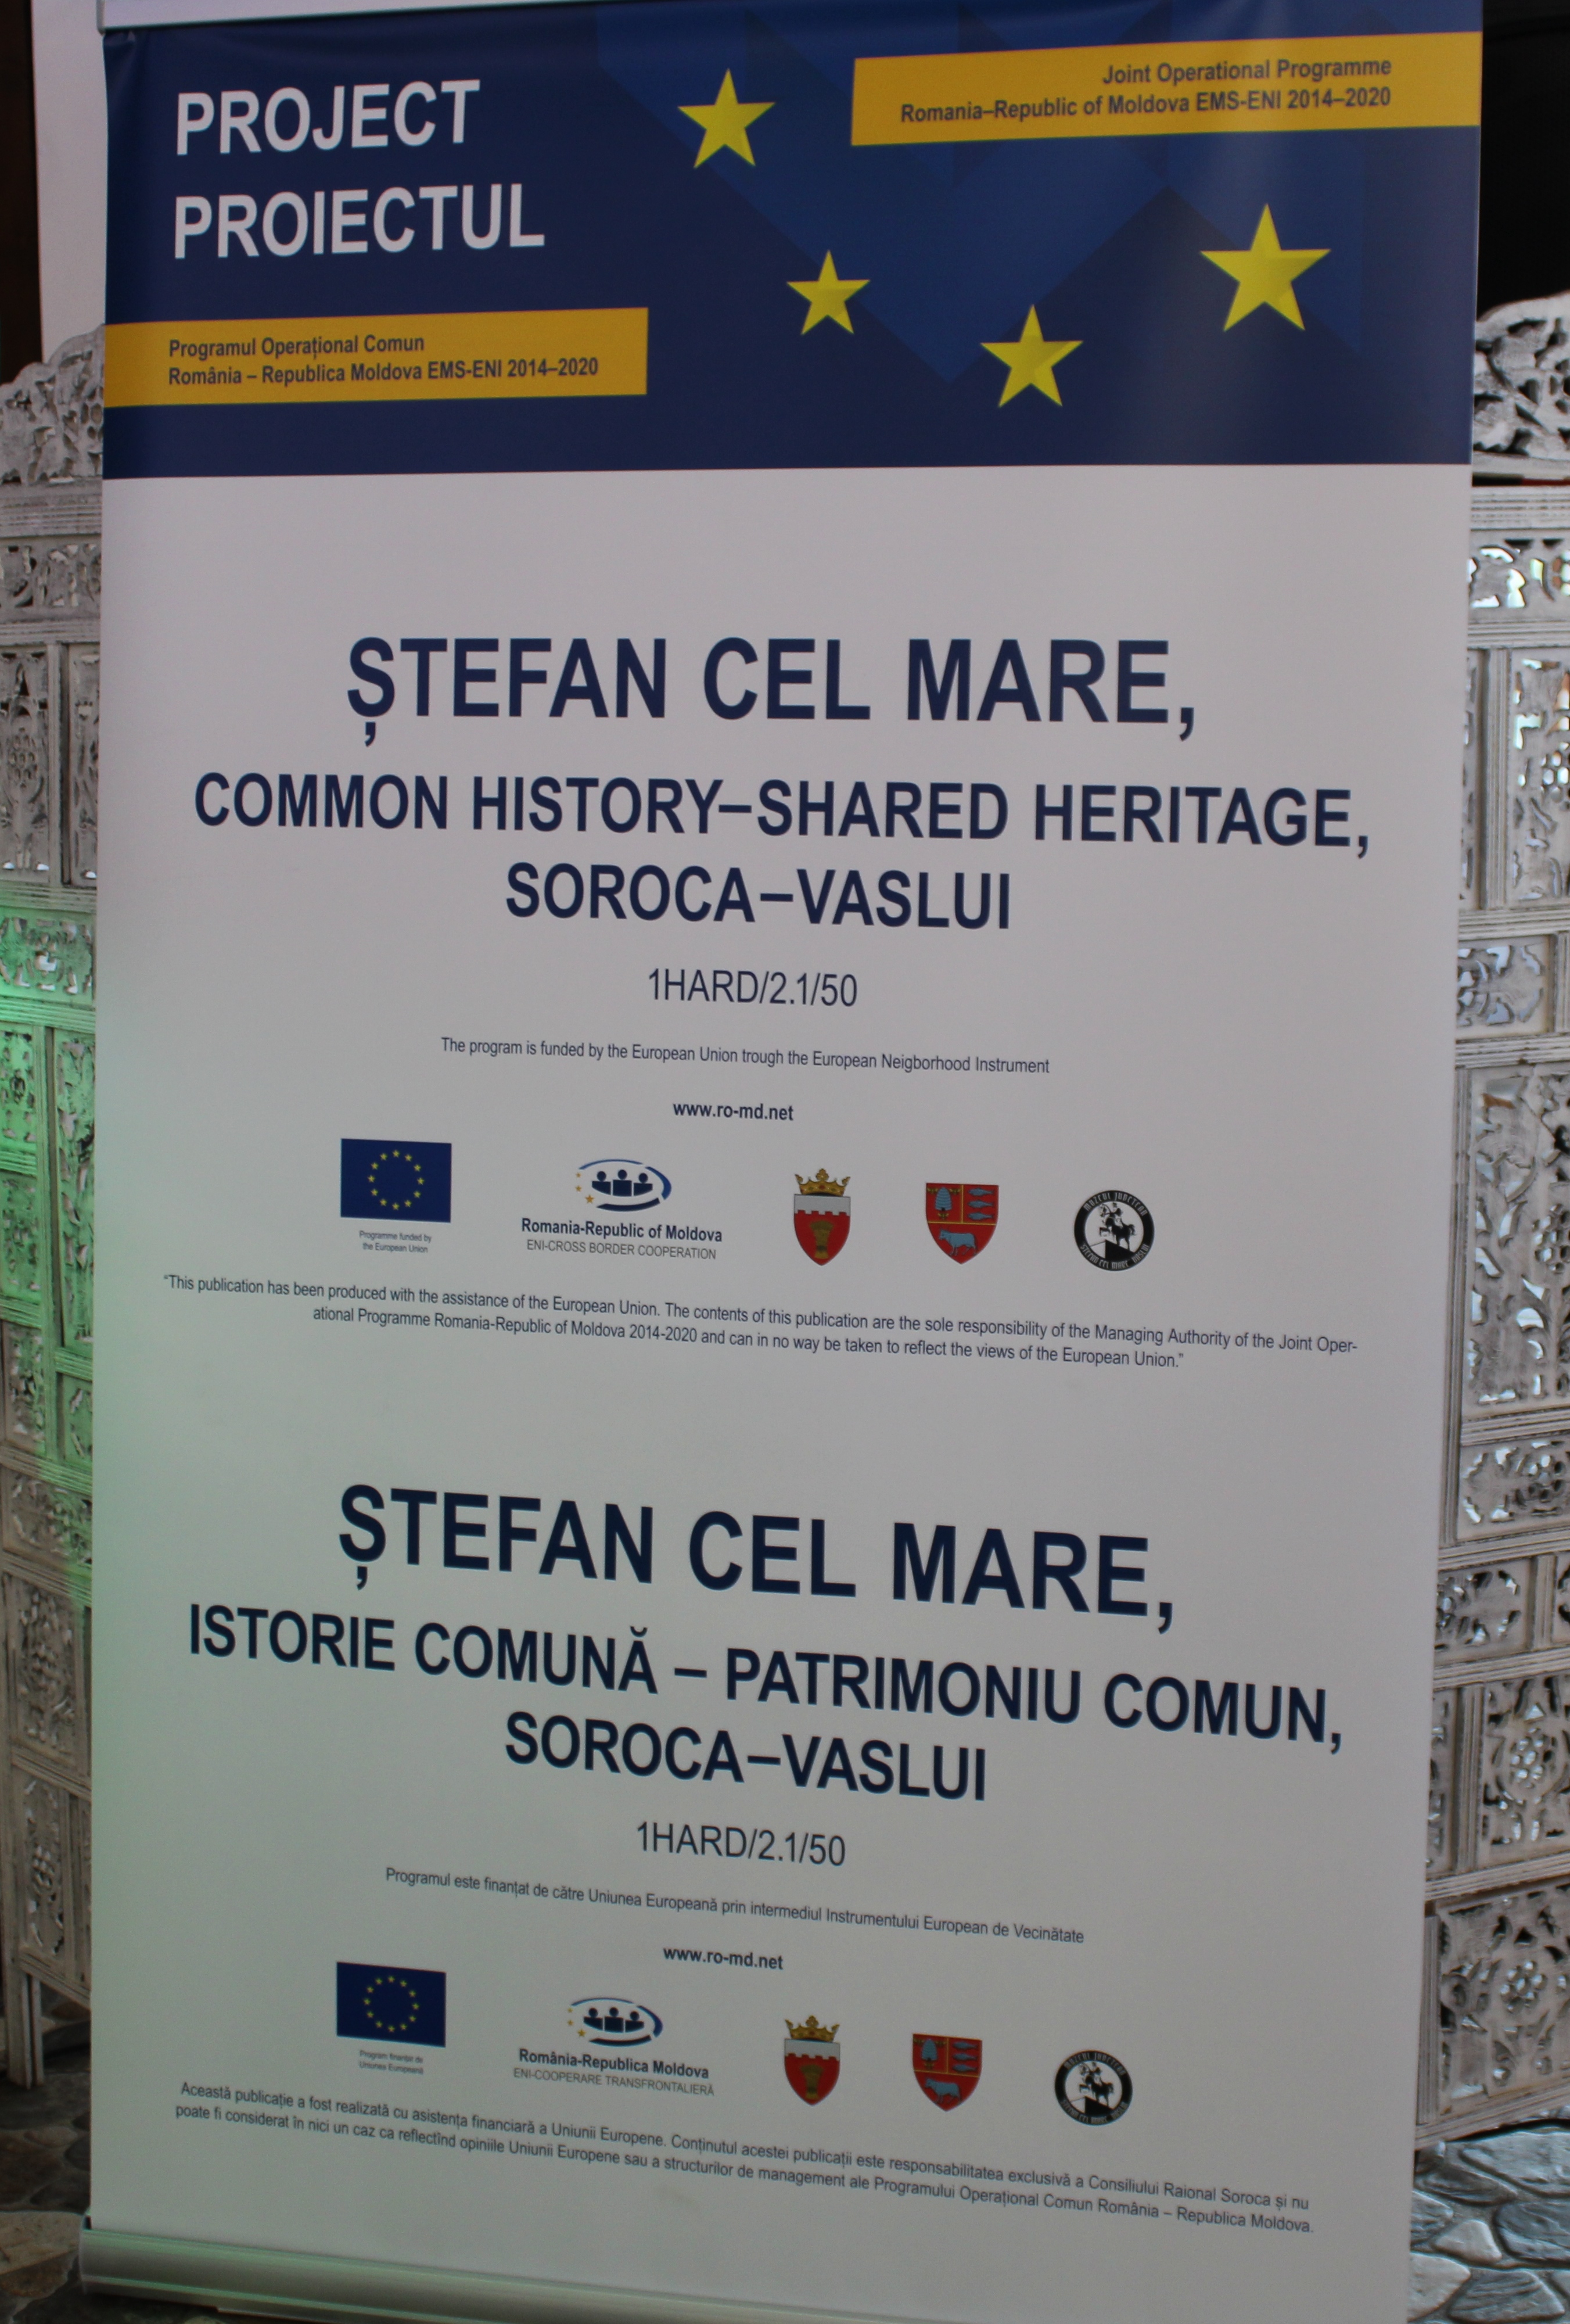 PROJECT
PROIECTUL
Joint Operational Programme
Romania–Republic of Moldova EMS-ENI 2014–2020
Programul Operațional Comun
România – Republica Moldova EMS-ENI 2014–2020
ȘTEFAN CEL MARE,
COMMON HISTORY–SHARED HERITAGE,
SOROCA–VASLUI
1HARD/2.1/50
The program is funded by the European Union trough the European Neigborhood Instrument
www.ro-md.net
Programme funded by
the European Union
Romania-Republic of Moldova
ENI-CROSS BORDER COOPERATION
“This publication has been produced with the assistance of the European Union. The contents of this publication are the sole responsibility of the Managing Authority of the Joint Oper-
ational Programme Romania-Republic of Moldova 2014-2020 and can in no way be taken to reflect the views of the European Union.”
ȘTEFAN CEL MARE,
ISTORIE COMUNĂ – PATRIMONIU COMUN,
SOROCA–VASLUI
1HARD/2.1/50
Programul este finanțat de către Uniunea Europeană prin intermediul Instrumentului European de Vecinătate
www.ro-md.net
Program finanțat de
Uniunea Europeană
România-Republica Moldova
ENI-COOPERARE TRANSFRONTALIERĂ
Această publicație a fost realizată cu asistența financiară a Uniunii Europene. Conținutul acestei publicații este responsabilitatea exclusivă a Consiliului Raional Soroca și nu
poate fi considerat în nici un caz ca reflectînd opiniile Uniunii Europene sau a structurilor de management ale Programului Operațional Comun România – Republica Moldova.